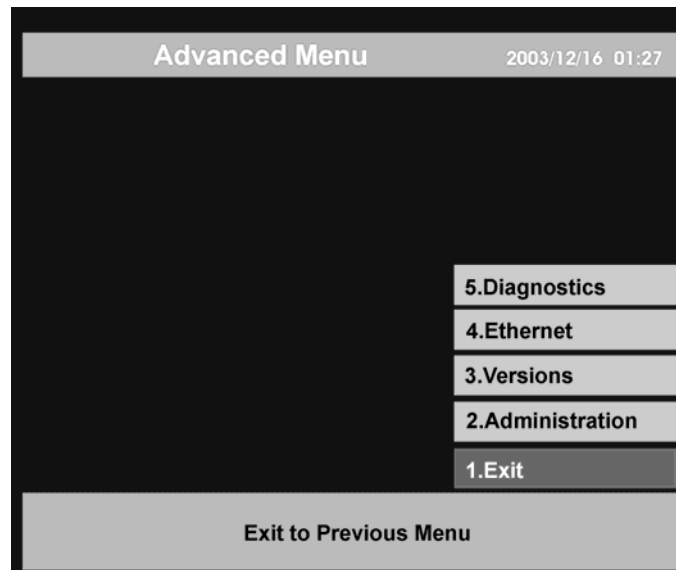 Advanced Menu 2003/12/16 01:27
5.Diagnostics
4.Ethernet
3.Versions
2.Administration
1.Exit
Exit to Previous Menu